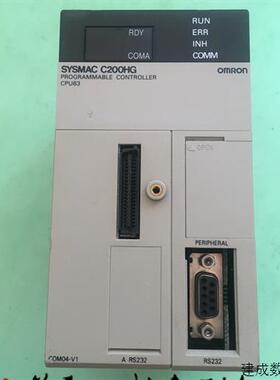 RUN
RDY
ERR
INH
COMA
COMM
SYSMAC C200HG
OMRON
PROGRAMMABLE CONTROLLER
CPU63
OPEN
PERIPHERAL
COM04-V1
A RS232
RS232
建成数